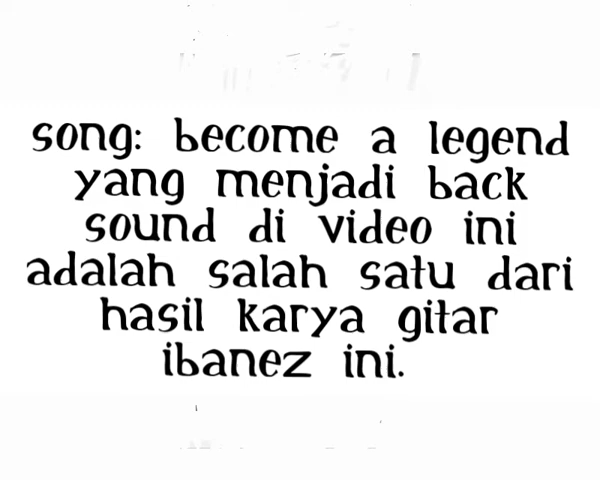 song: become a legend
yang menjadi back
sound di video ini
adalah salah satu dari
hasil karya gitar
ibanez ini.